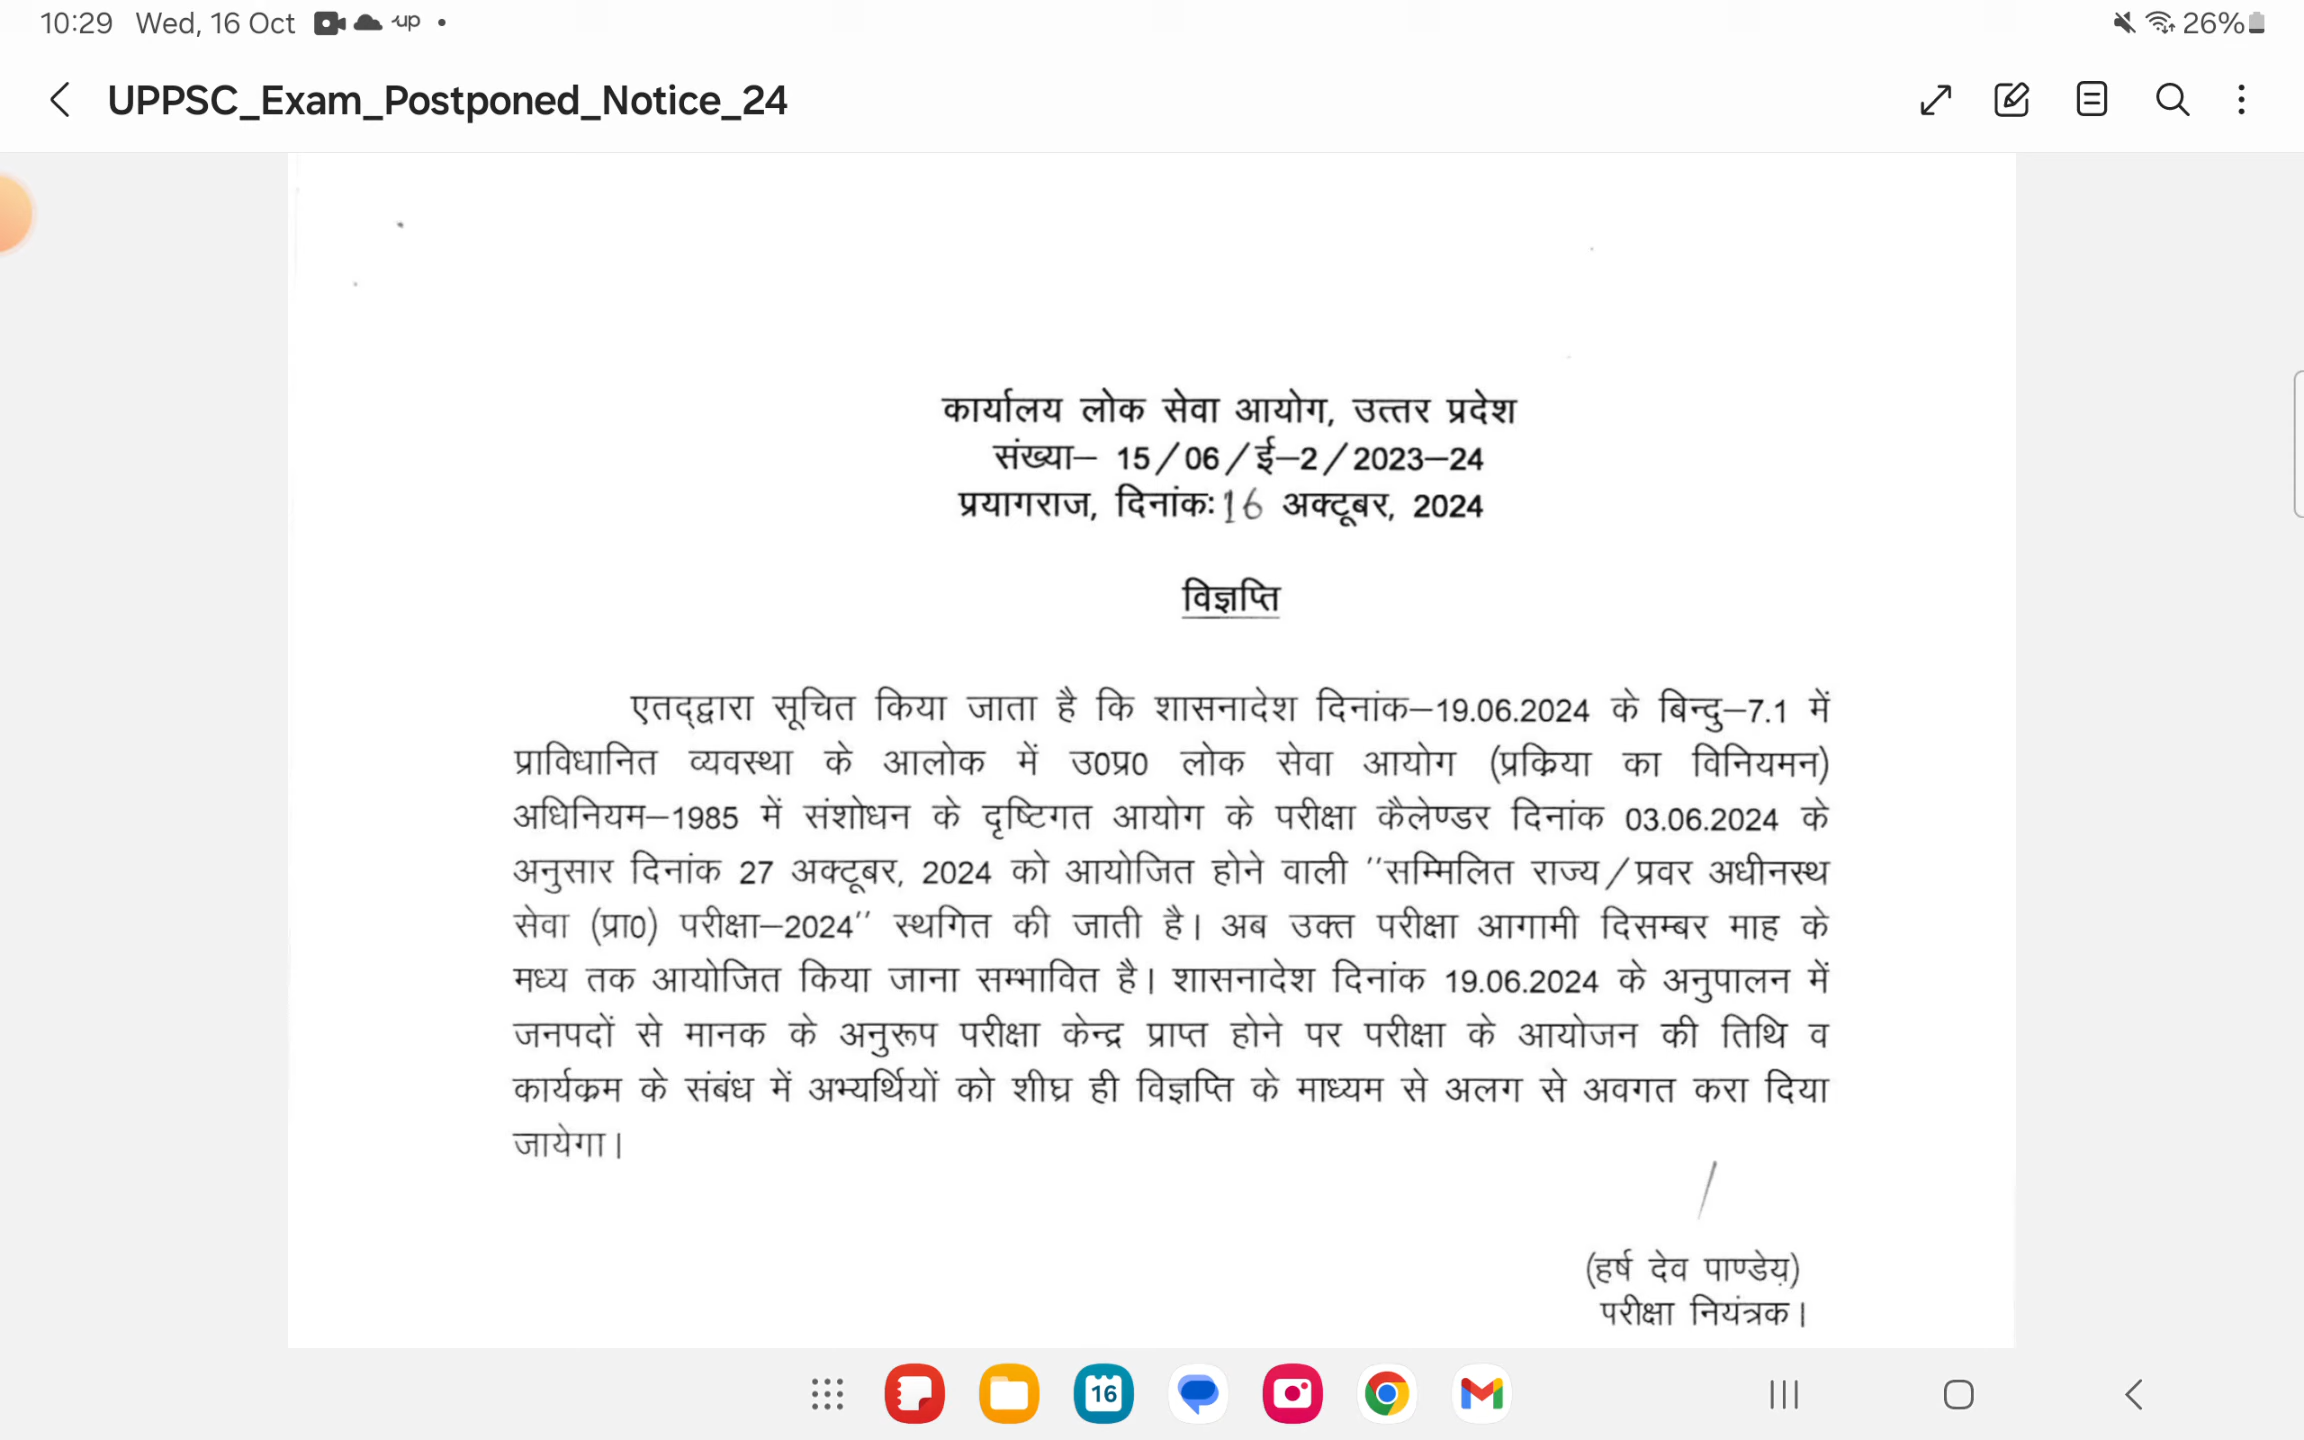 10:29 Wed, 16 Oct up •
26%
UPPSC_Exam_Postponed_Notice_24
कार्यालय लोक सेवा आयोग, उत्तर प्रदेश
संख्या– 15/06/ई–2/2023–24
प्रयागराज, दिनांक: 16 अक्टूबर, 2024
विज्ञप्ति
एतद्द्वारा सूचित किया जाता है कि शासनादेश दिनांक–19.06.2024 के बिन्दु–7.1 में
प्राविधानित व्यवस्था के आलोक में उ0प्र0 लोक सेवा आयोग (प्रक्रिया का विनियमन)
अधिनियम–1985 में संशोधन के दृष्टिगत आयोग के परीक्षा कैलेण्डर दिनांक 03.06.2024 के
अनुसार दिनांक 27 अक्टूबर, 2024 को आयोजित होने वाली ''सम्मिलित राज्य/प्रवर अधीनस्थ
सेवा (प्रा0) परीक्षा–2024'' स्थगित की जाती है। अब उक्त परीक्षा आगामी दिसम्बर माह के
मध्य तक आयोजित किया जाना सम्भावित है। शासनादेश दिनांक 19.06.2024 के अनुपालन में
जनपदों से मानक के अनुरूप परीक्षा केन्द्र प्राप्त होने पर परीक्षा के आयोजन की तिथि व
कार्यक्रम के संबंध में अभ्यर्थियों को शीघ्र ही विज्ञप्ति के माध्यम से अलग से अवगत करा दिया
जायेगा।
(हर्ष देव पाण्डेय)
परीक्षा नियंत्रक।
16